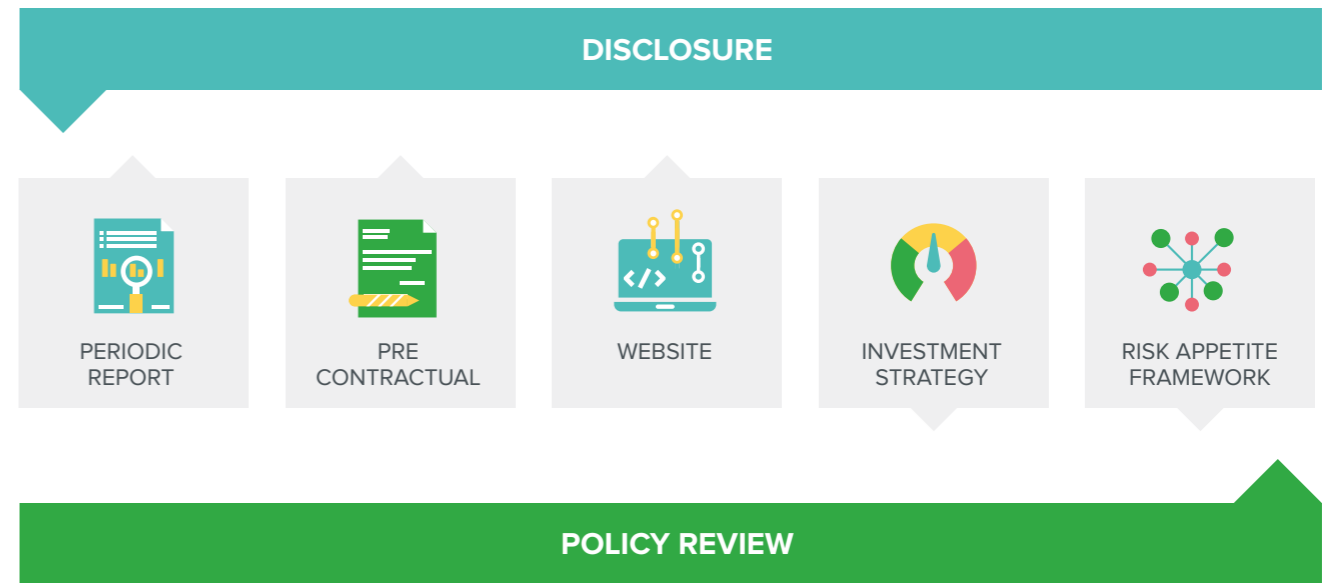 DISCLOSURE
PERIODIC
REPORT
PRE
CONTRACTUAL
</>
WEBSITE
INVESTMENT
STRATEGY
RISK APPETITE
FRAMEWORK
POLICY REVIEW